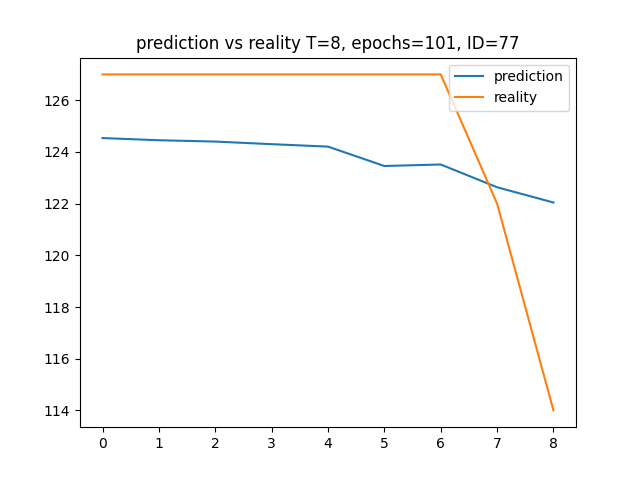 prediction vs reality T=8, epochs=101, ID=77
prediction
reality
126
124
122
120
118
116
114
0 1 2 3 4 5 6 7 8